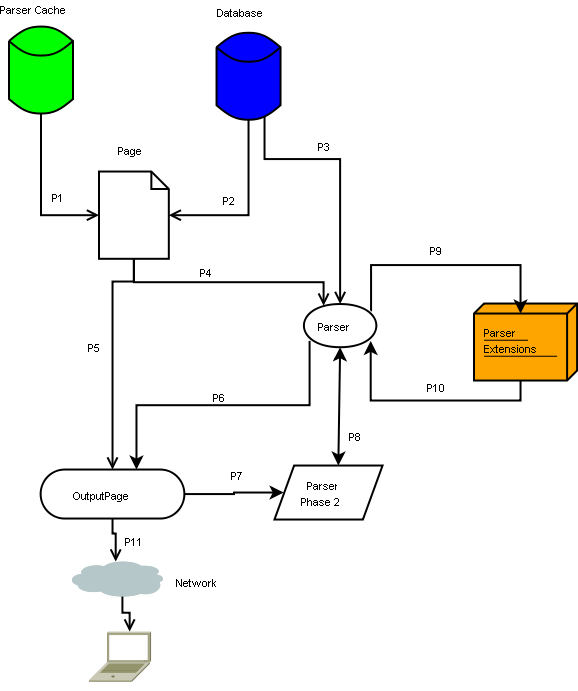 Parser Cache
Database
P3
Page
P1
P2
P9
P4
Parser
Parser
Extensions
P5
P10
P6
P8
P7
Parser
Phase 2
OutputPage
P11
Network